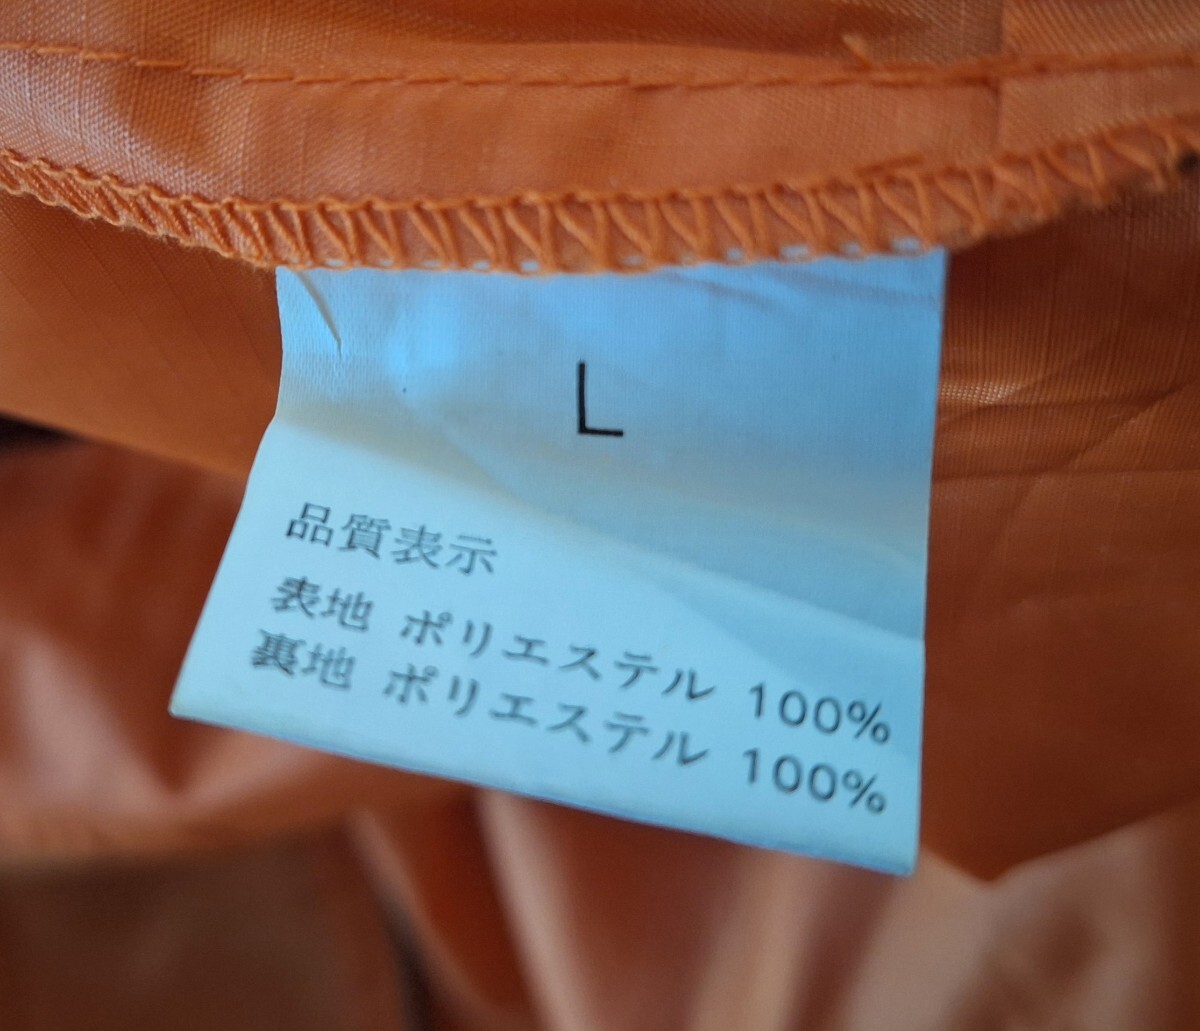 L
品質表示
表地 ポリエステル 100%
裏地 ポリエステル 100%